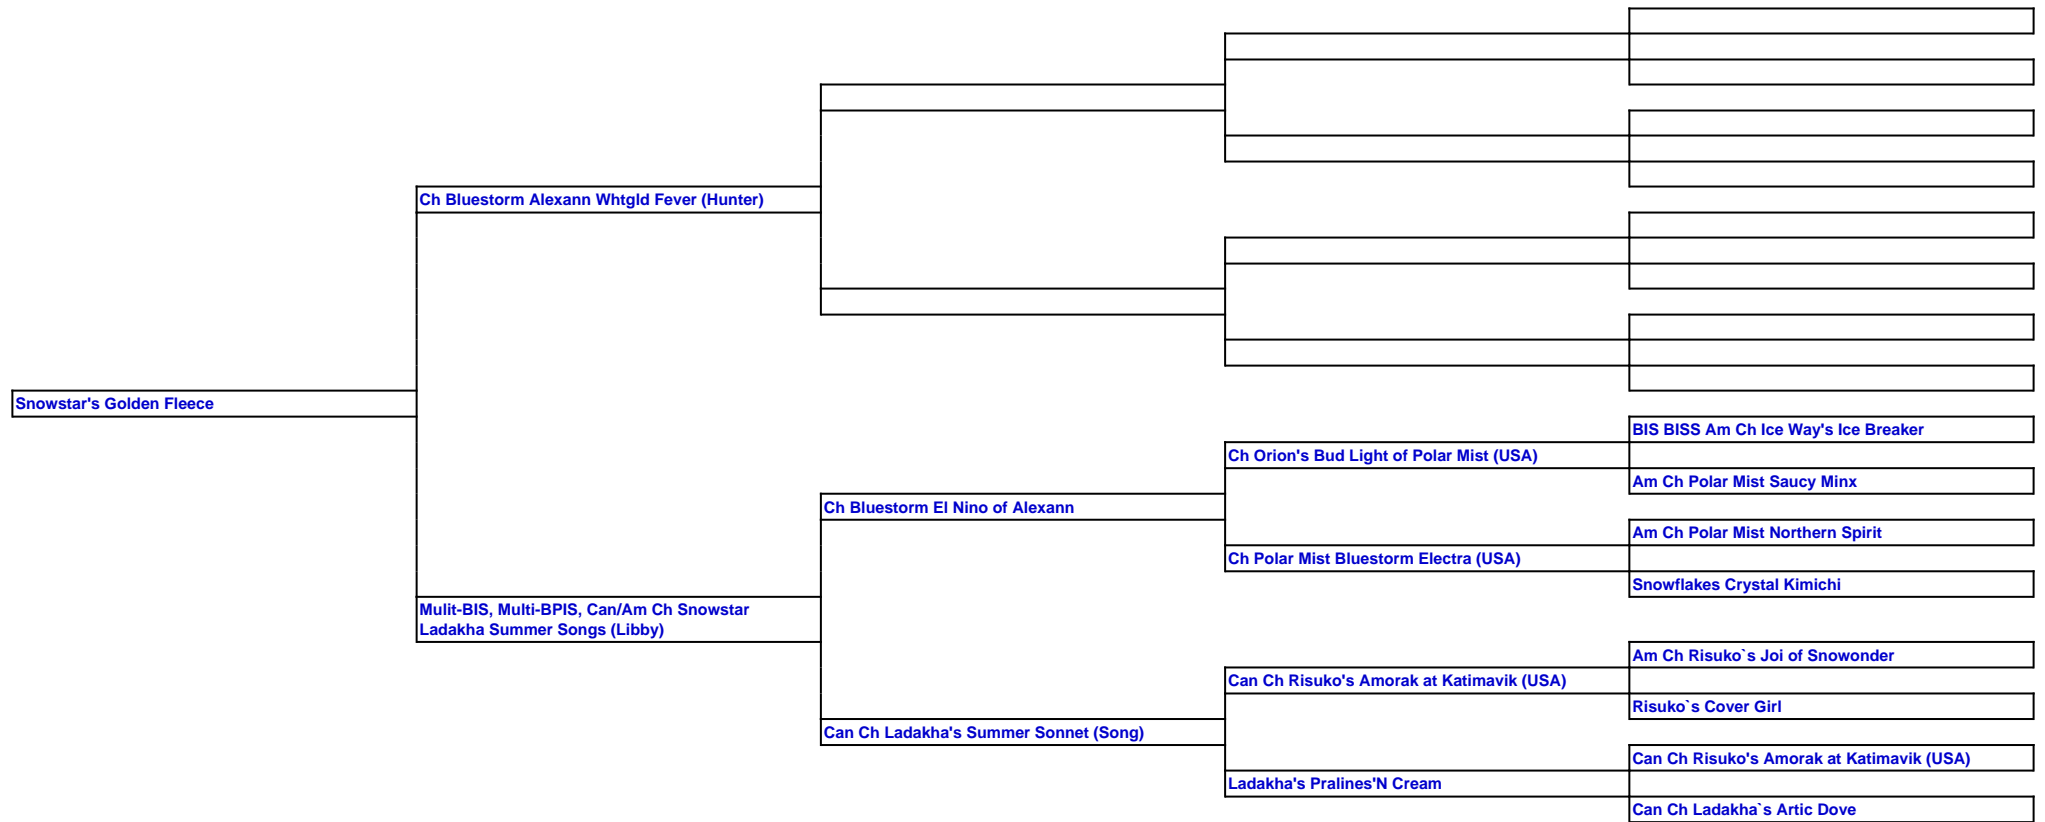 Ch Bluestorm Alexann Whtgld Fever (Hunter)
Snowstar's Golden Fleece
BIS BISS Am Ch Ice Way's Ice Breaker
Ch Orion's Bud Light of Polar Mist (USA)
Am Ch Polar Mist Saucy Minx
Ch Bluestorm El Nino of Alexann
Am Ch Polar Mist Northern Spirit
Ch Polar Mist Bluestorm Electra (USA)
Snowflakes Crystal Kimichi
Mulit-BIS, Multi-BPIS, Can/Am Ch Snowstar
Ladakha Summer Songs (Libby)
Am Ch Risuko`s Joi of Snowonder
Can Ch Risuko's Amorak at Katimavik (USA)
Risuko`s Cover Girl
Can Ch Ladakha's Summer Sonnet (Song)
Can Ch Risuko's Amorak at Katimavik (USA)
Ladakha's Pralines'N Cream
Can Ch Ladakha`s Artic Dove